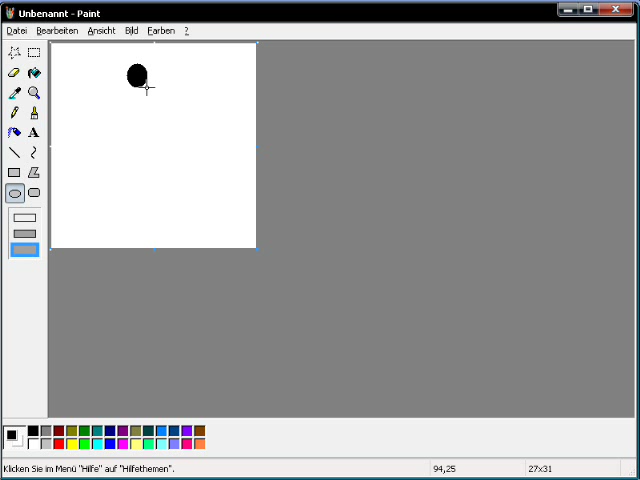 Unbenannt - Paint
Datei Bearbeiten Ansicht Bild Farben ?
A
Klicken Sie im Menü "Hilfe" auf "Hilfethemen". 94,25 27x31